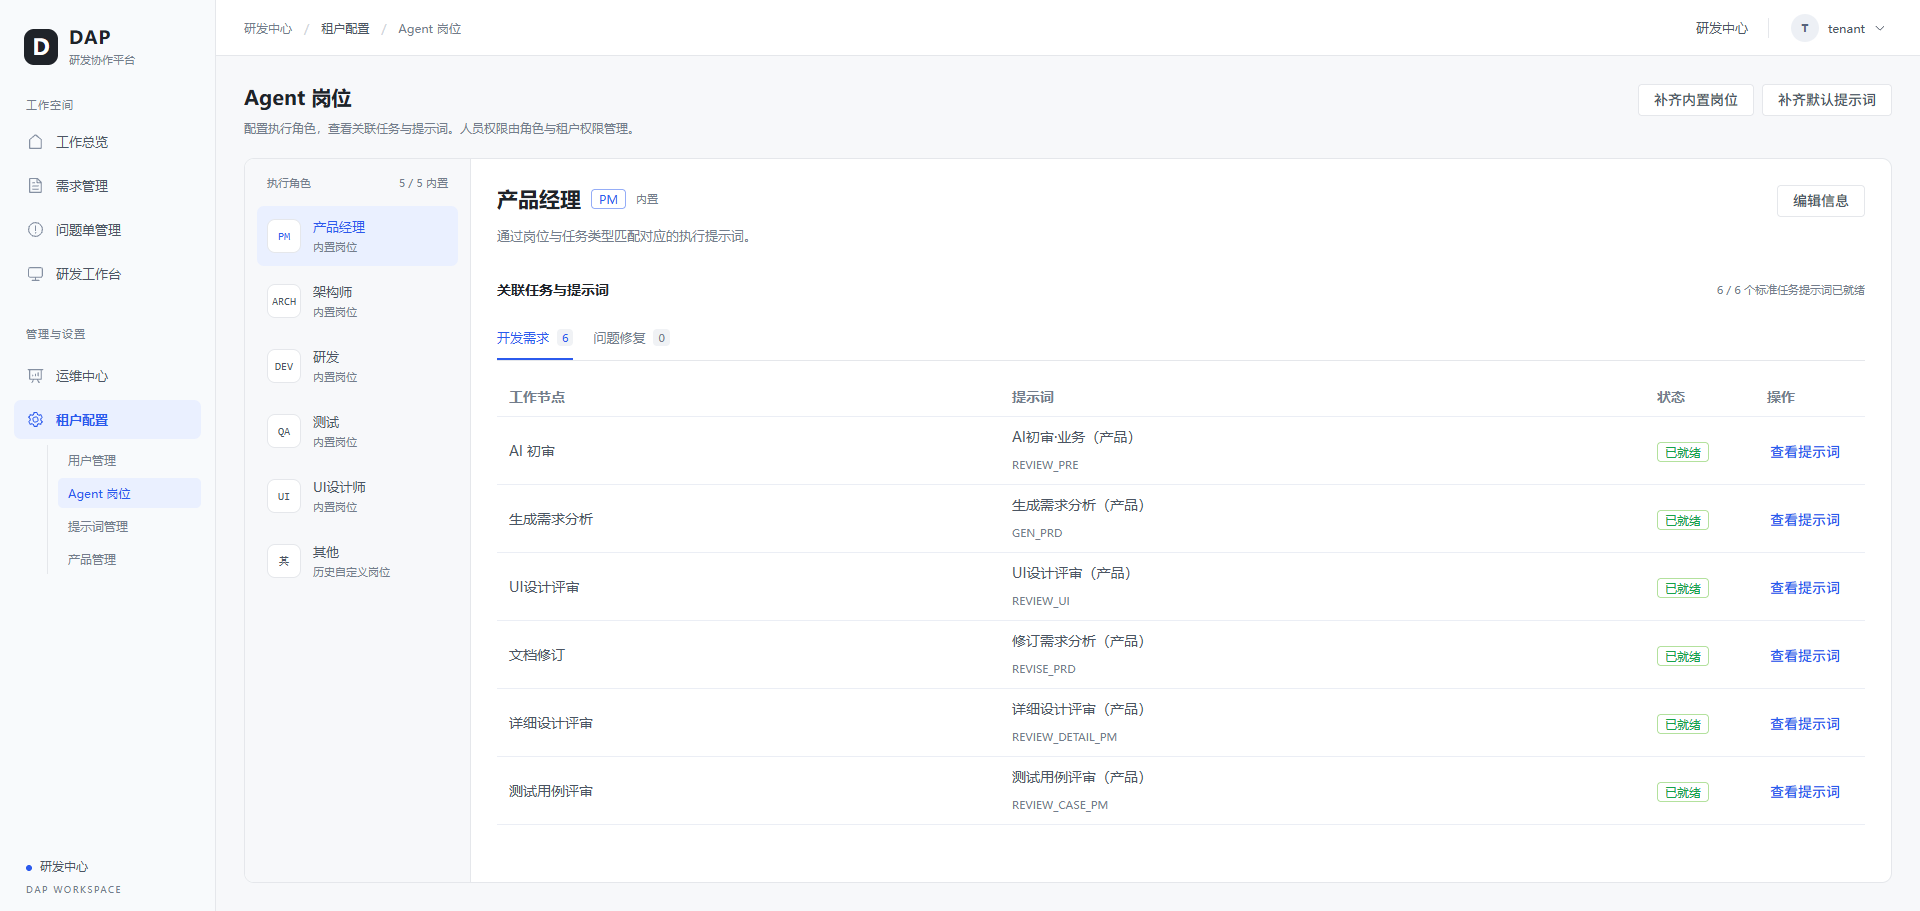 D
DAP
研发协作平台
工作空间
工作总览
需求管理
问题单管理
研发工作台
管理与设置
运维中心
租户配置
用户管理
Agent 岗位
提示词管理
产品管理
研发中心
DAP WORKSPACE
研发中心 / 租户配置 / Agent 岗位
研发中心
T tenant
Agent 岗位
配置执行角色，查看关联任务与提示词。人员权限由角色与租户权限管理。
补齐内置岗位
补齐默认提示词
执行角色 5 / 5 内置
PM 产品经理
内置岗位
ARCH 架构师
内置岗位
DEV 研发
内置岗位
QA 测试
内置岗位
UI UI设计师
内置岗位
其 其他
历史自定义岗位
产品经理 PM 内置
编辑信息
通过岗位与任务类型匹配对应的执行提示词。
关联任务与提示词
6 / 6 个标准任务提示词已就绪
开发需求 6 问题修复 0
工作节点 提示词 状态 操作
AI 初审 AI初审·业务（产品） 已就绪 查看提示词
REVIEW_PRE
生成需求分析 生成需求分析（产品） 已就绪 查看提示词
GEN_PRD
UI设计评审 UI设计评审（产品） 已就绪 查看提示词
REVIEW_UI
文档修订 修订需求分析（产品） 已就绪 查看提示词
REVISE_PRD
详细设计评审 详细设计评审（产品） 已就绪 查看提示词
REVIEW_DETAIL_PM
测试用例评审 测试用例评审（产品） 已就绪 查看提示词
REVIEW_CASE_PM